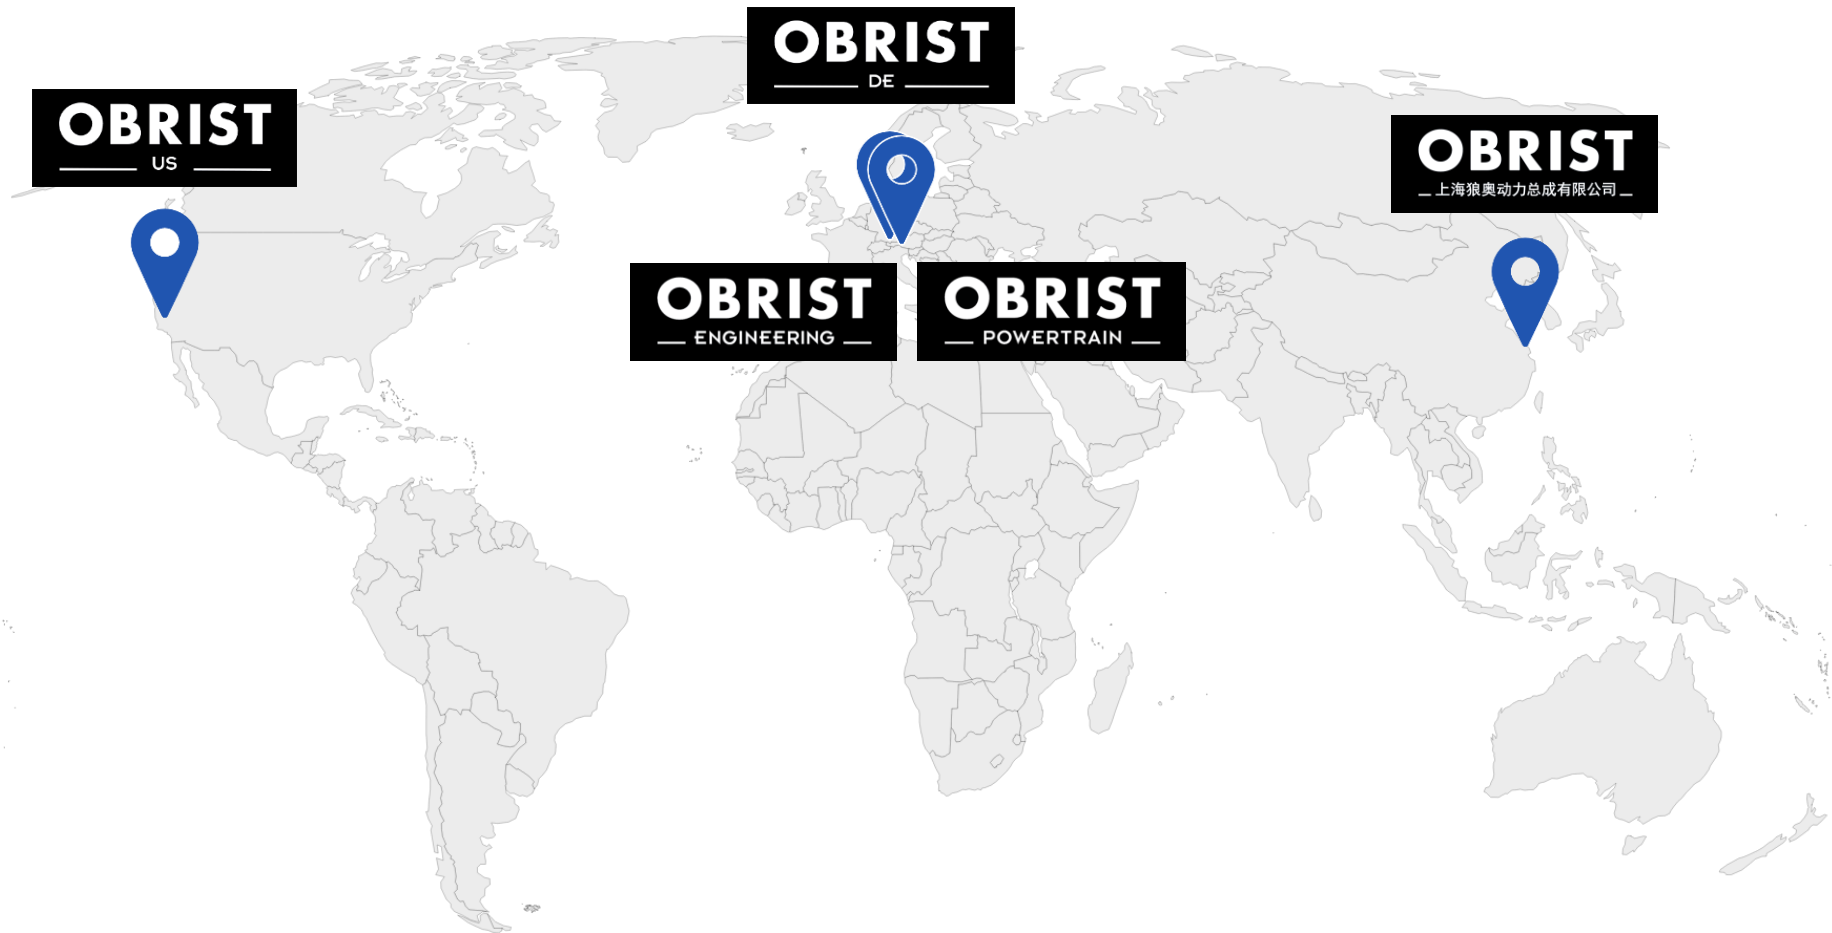 OBRIST
DE
OBRIST
US
OBRIST
上海狼奥动力总成有限公司
OBRIST
ENGINEERING
OBRIST
POWERTRAIN